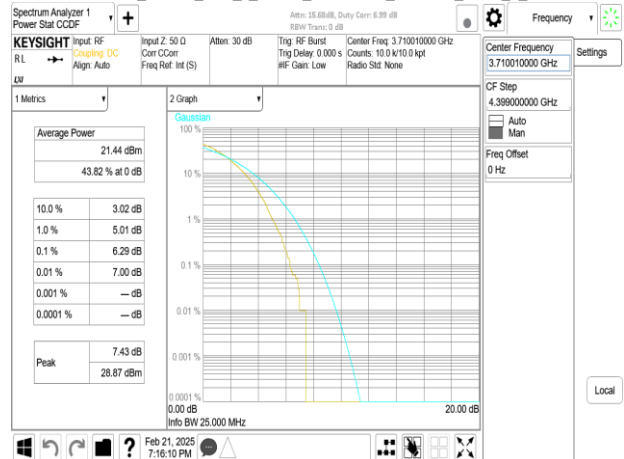 Spectrum Analyzer 1
Power Stat CCDF
Attn: 15.68dB, Duty Corr: 6.99 dB
RBW Trans: 0 dB
Frequency
KEYSIGHT
RL
LXI
Input: RF
Coupling: DC
Align: Auto
Input Z: 50 Ω
Corr CCorr
Freq Ref: Int (S)
Atten: 30 dB
Trig: RF Burst
Trig Delay: 0.000 s
#IF Gain: Low
Center Freq: 3.710010000 GHz
Counts: 10.0 k/10.0 kpt
Radio Std: None
Center Frequency
3.710010000 GHz
Settings
CF Step
4.399000000 GHz
Auto
Man
Freq Offset
0 Hz
1 Metrics
Average Power
21.44 dBm
43.82 % at 0 dB
10.0 % 3.02 dB
1.0 % 5.01 dB
0.1 % 6.29 dB
0.01 % 7.00 dB
0.001 % — dB
0.0001 % — dB
Peak
7.43 dB
28.87 dBm
2 Graph
Gaussian
100 %
10 %
1 %
0.1 %
0.01 %
0.001 %
0.0001 %
0.00 dB 20.00 dB
Info BW 25.000 MHz
Local
?
Feb 21, 2025
7:16:10 PM